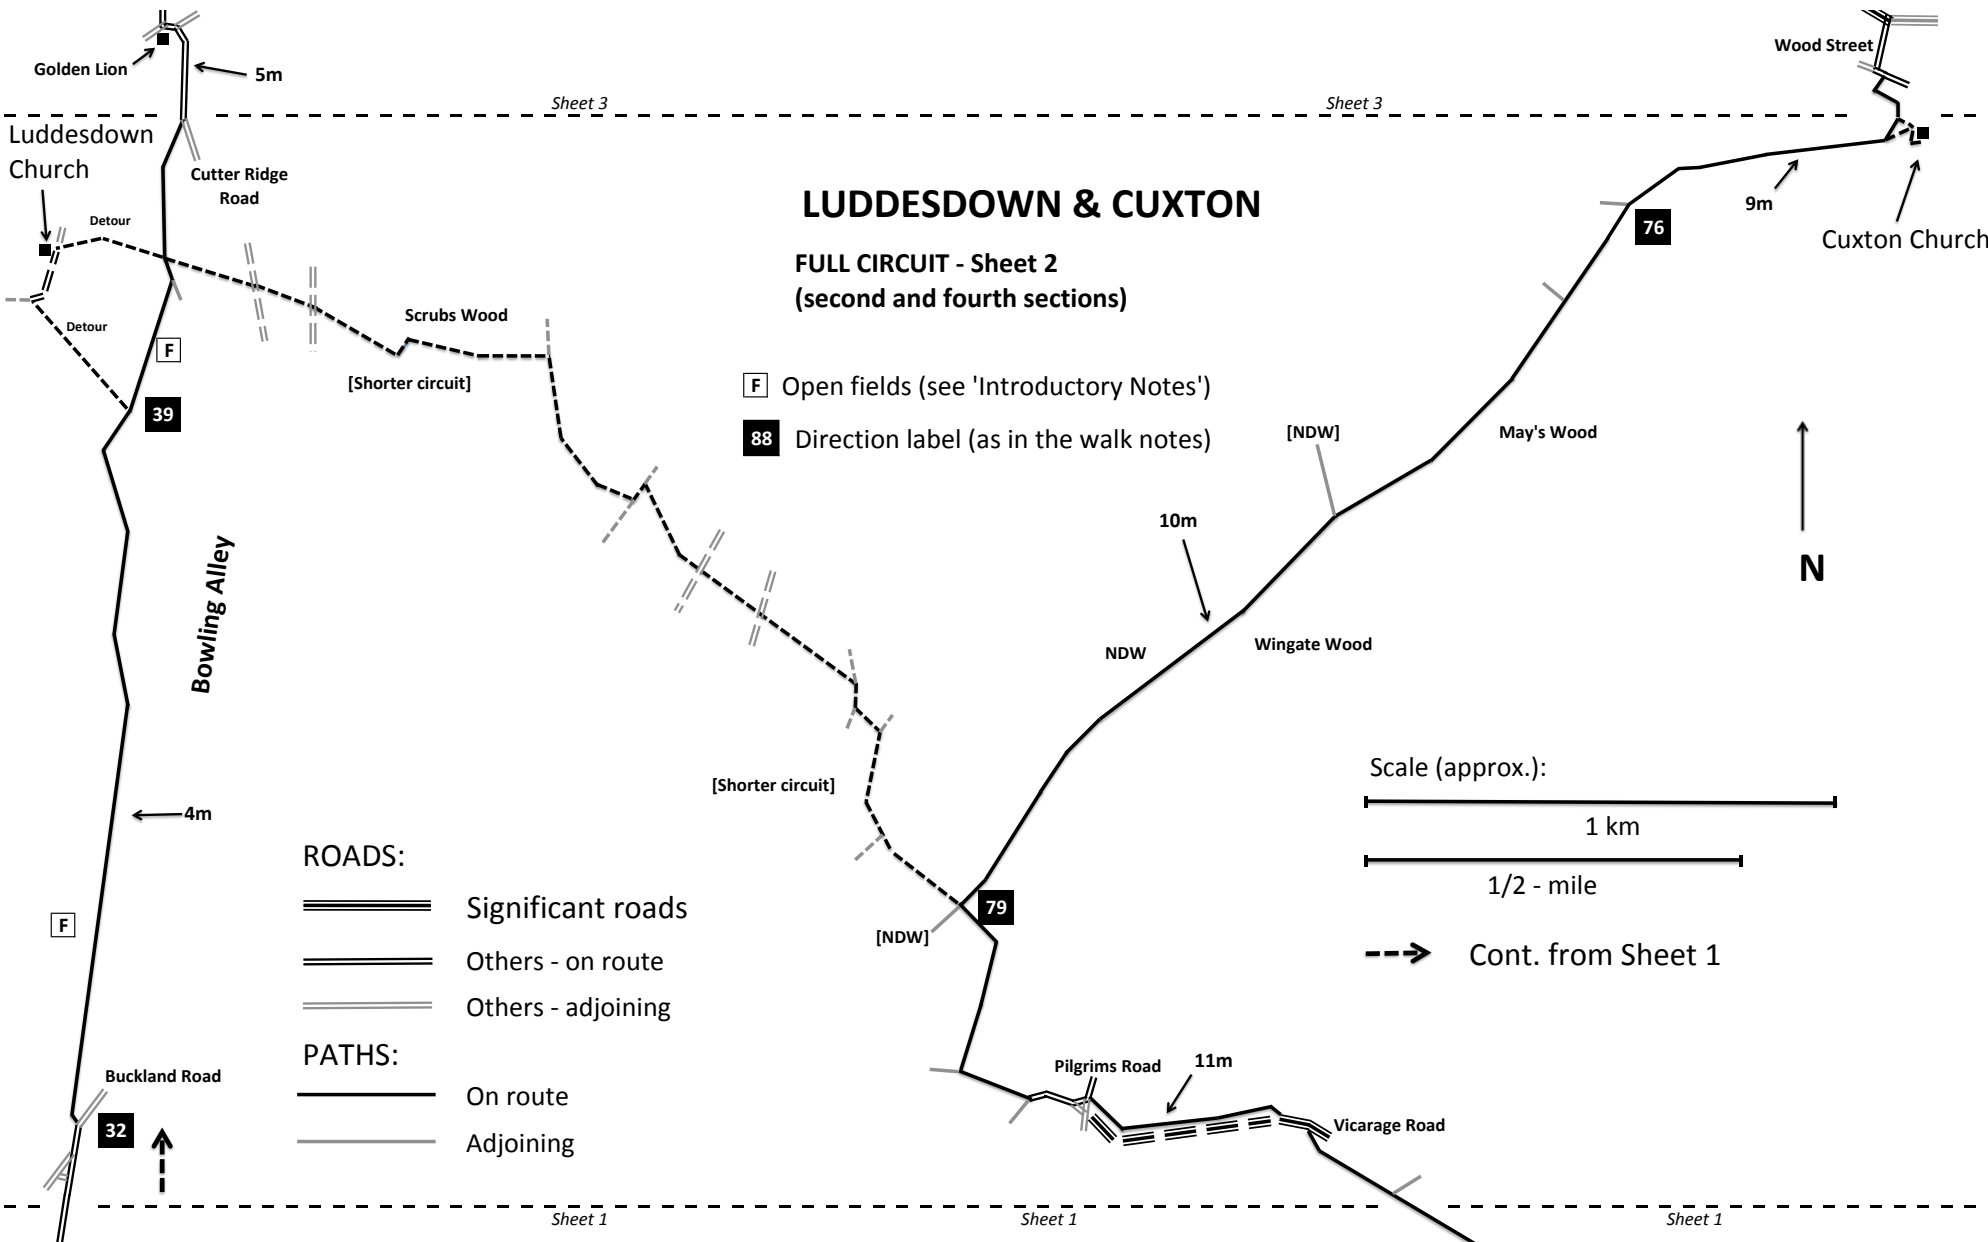 Golden Lion
5m
Wood Street
Sheet 3
Sheet 3
Luddesdown
Church
Cutter Ridge
Road
Detour
Detour
LUDDESDOWN & CUXTON
FULL CIRCUIT - Sheet 2
(second and fourth sections)
9m
76
Cuxton Church
Scrubs Wood
[Shorter circuit]
F
39
F Open fields (see 'Introductory Notes')
88 Direction label (as in the walk notes)
[NDW]
May's Wood
10m
N
Bowling Alley
NDW
Wingate Wood
4m
[Shorter circuit]
Scale (approx.):
1 km
1/2 - mile
Cont. from Sheet 1
F
79
[NDW]
ROADS:
Significant roads
Others - on route
Others - adjoining
PATHS:
On route
Adjoining
Buckland Road
32
Pilgrims Road
11m
Vicarage Road
Sheet 1
Sheet 1
Sheet 1